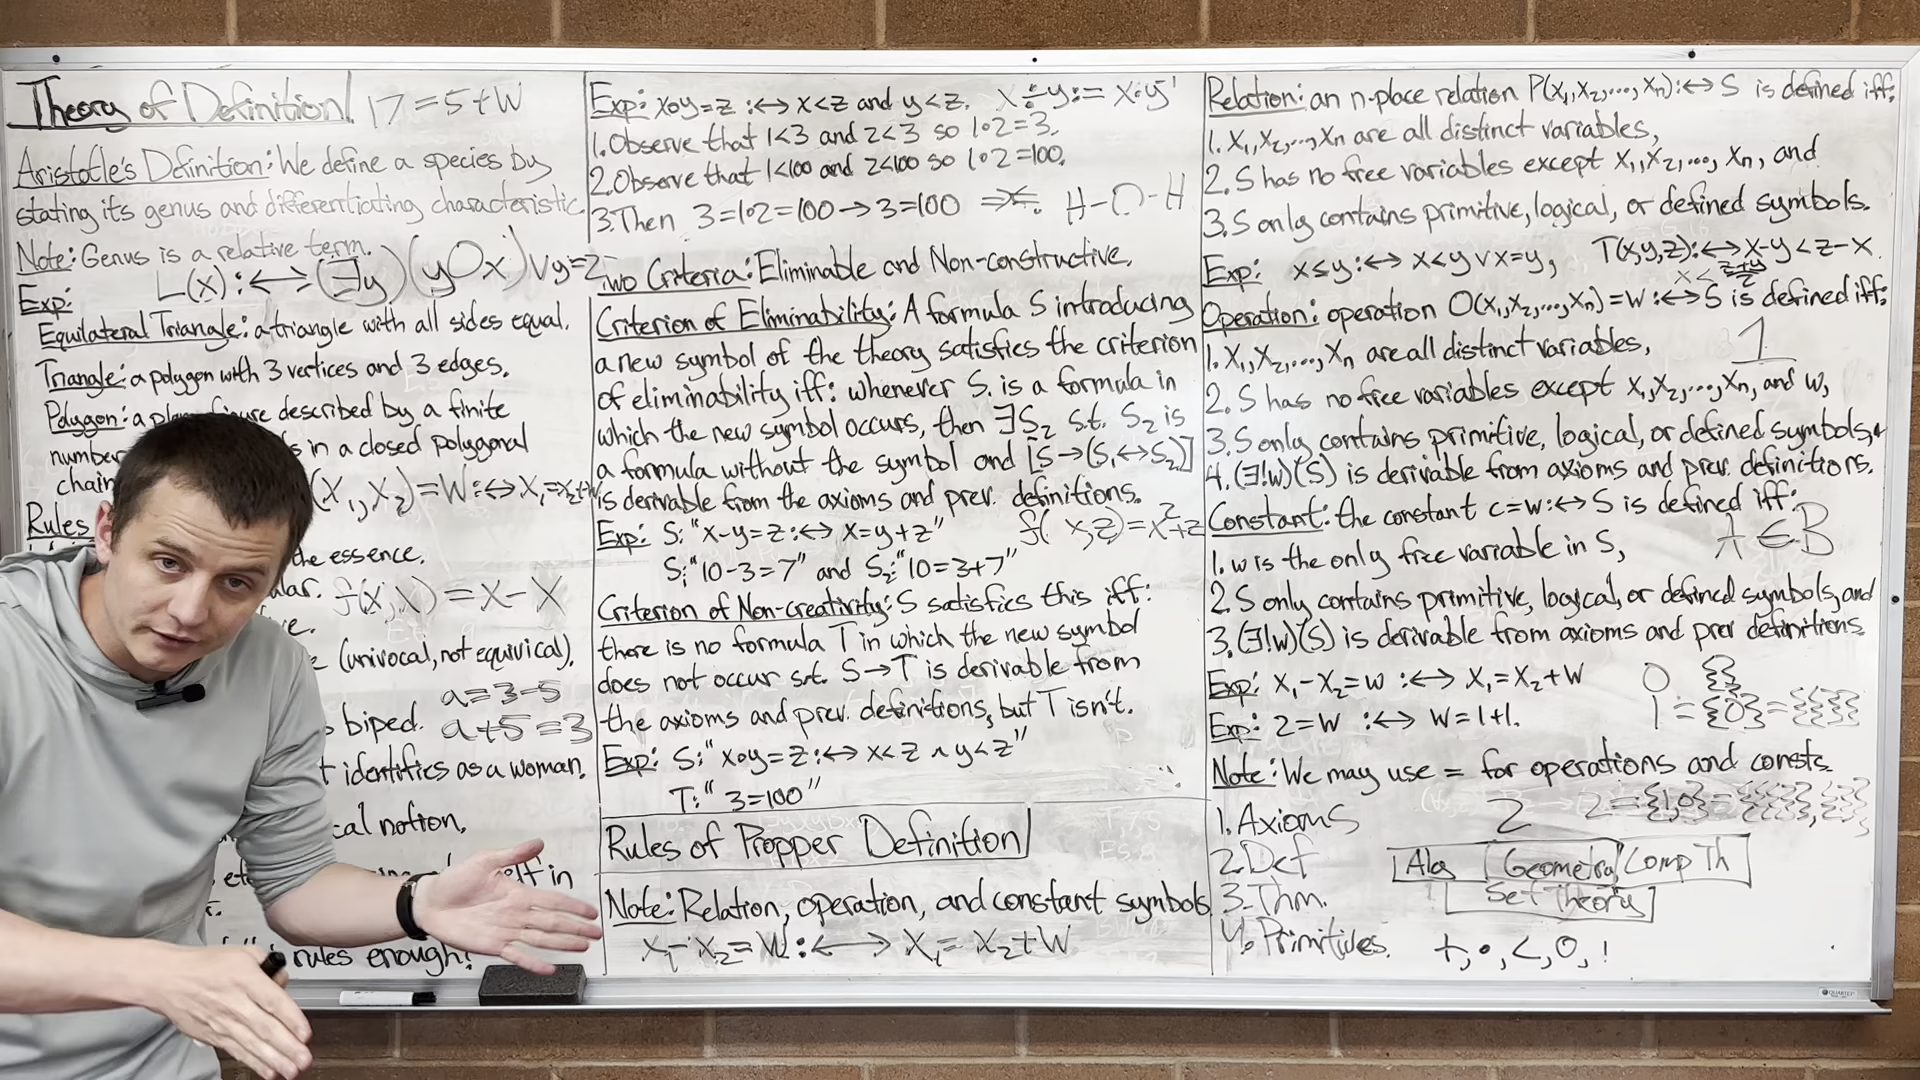 Theory of Definition 17=5+W
Aristotle's Definition: We define a species by
stating its genus and differentiating characteristic.
Note: Genus is a relative term.
L(x):↔(∃y)(yOx)∨y=2
Exp:
Equilateral Triangle: a triangle with all sides equal.
Triangle: a polygon with 3 vertices and 3 edges.
Polygon: a plane figure described by a finite
number s in a closed polygonal
chain (X₁,X₂)=W:↔X₁=X₂+W
Rules
the essence.
f(x,x)=x-x
(univocal, not equivical).
a=3-5
biped. a+5=3
t identifies as a woman.
cal notion,
elf in
rules enough!
Exp: x∘y=z:↔x<z and y<z. x÷y:=x·y⁻¹
1. Observe that 1<3 and 2<3 so 1∘2=3.
2. Observe that 1<100 and 2<100 so 1∘2=100.
3. Then 3=1∘2=100→3=100 ⇒⇐. H-O-H
Two Criteria: Eliminable and Non-constructive.
Criterion of Eliminability: A formula S introducing
a new symbol of the theory satisfies the criterion
of eliminability iff: whenever S₁ is a formula in
which the new symbol occurs, then ∃S₂ s.t. S₂ is
a formula without the symbol and [S→(S₁↔S₂)]
is derivable from the axioms and prev. definitions.
Exp: S:"x-y=z:↔x=y+z" f(x,z)=x²+z
S₁:"10-3=7" and S₂:"10=3+7"
Criterion of Non-creativity: S satisfies this iff:
there is no formula T in which the new symbol
does not occur s.t. S→T is derivable from
the axioms and prev. definitions, but T isn't.
Exp: S:"x∘y=z:↔x<z ∧ y<z"
T:"3=100"
Rules of Propper Definition
Note: Relation, operation, and constant symbols
X₁-X₂=W:↔X₁=X₂+W
Relation: an n-place relation P(x₁,x₂,...,xₙ):↔S is defined iff:
1. x₁,x₂,...,xₙ are all distinct variables,
2. S has no free variables except x₁,x₂,...,xₙ, and
3. S only contains primitive, logical, or defined symbols.
Exp: x≤y:↔x<y∨x=y, T(x,y,z):↔x-y<z-x.
Operation: operation O(x₁,x₂,...,xₙ)=w:↔S is defined iff:
1. x₁,x₂,...,xₙ are all distinct variables, 1
2. S has no free variables except x₁,x₂,...,xₙ, and w,
3. S only contains primitive, logical, or defined symbols,+
4. (∃!w)(S) is derivable from axioms and prev. definitions.
Constant: the constant c=w:↔S is defined iff:
1. w is the only free variable in S, A∈B
2. S only contains primitive, logical, or defined symbols, and
3. (∃!w)(S) is derivable from axioms and prev definitions.
Exp: x₁-x₂=w:↔x₁=x₂+w 0 {}
Exp: 2=w:↔w=1+1. 1={0}={{}}
Note: We may use = for operations and consts.
1. Axioms 2 2={1,0}={{{}},{}}
2. Def Alg Geometry Comp Th
3. Thm. Set Theory
4. Primitives. +,∘,<,0,!
QUARTET